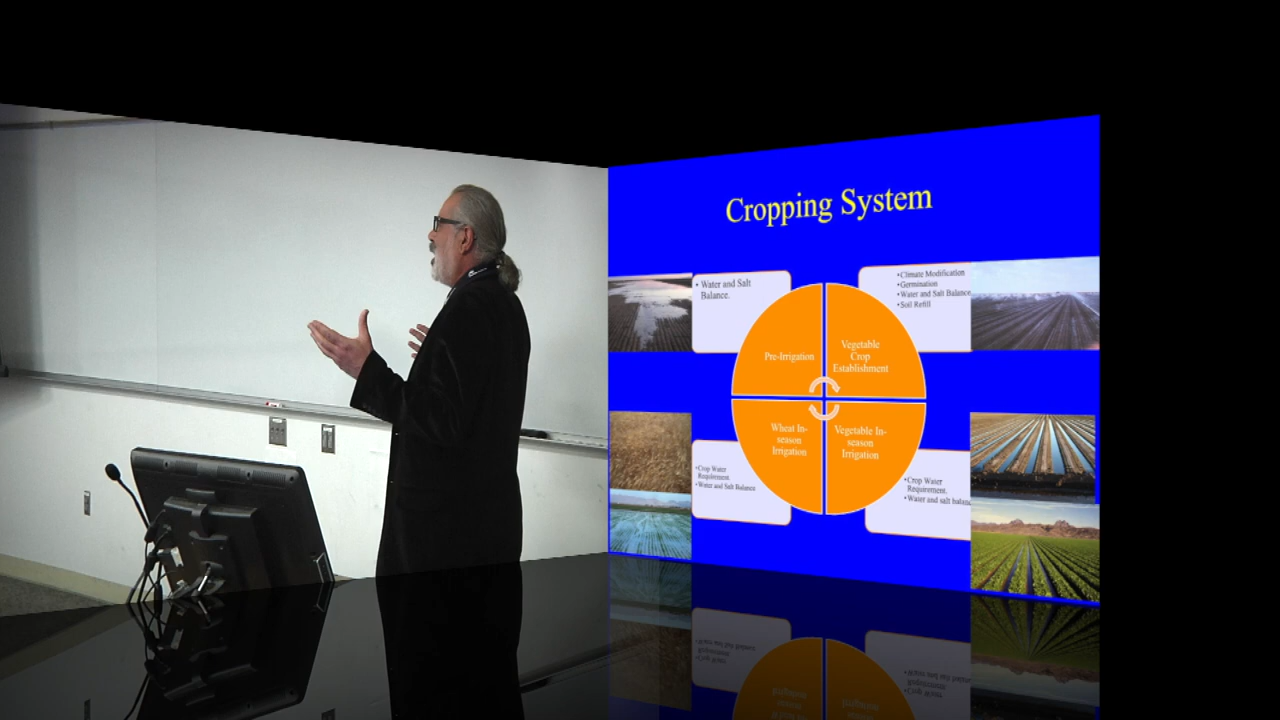 Cropping System
• Water and Salt
Balance.
•Climate Modification
•Germination
•Water and Salt Balance
•Soil Refill
Pre-Irrigation
Vegetable
Crop
Establishment
Wheat In-
season
Irrigation
Vegetable In-
season
Irrigation
•Crop Water
Requirement
•Water and Salt Balance
•Crop Water
Requirement.
•Water and salt balanc